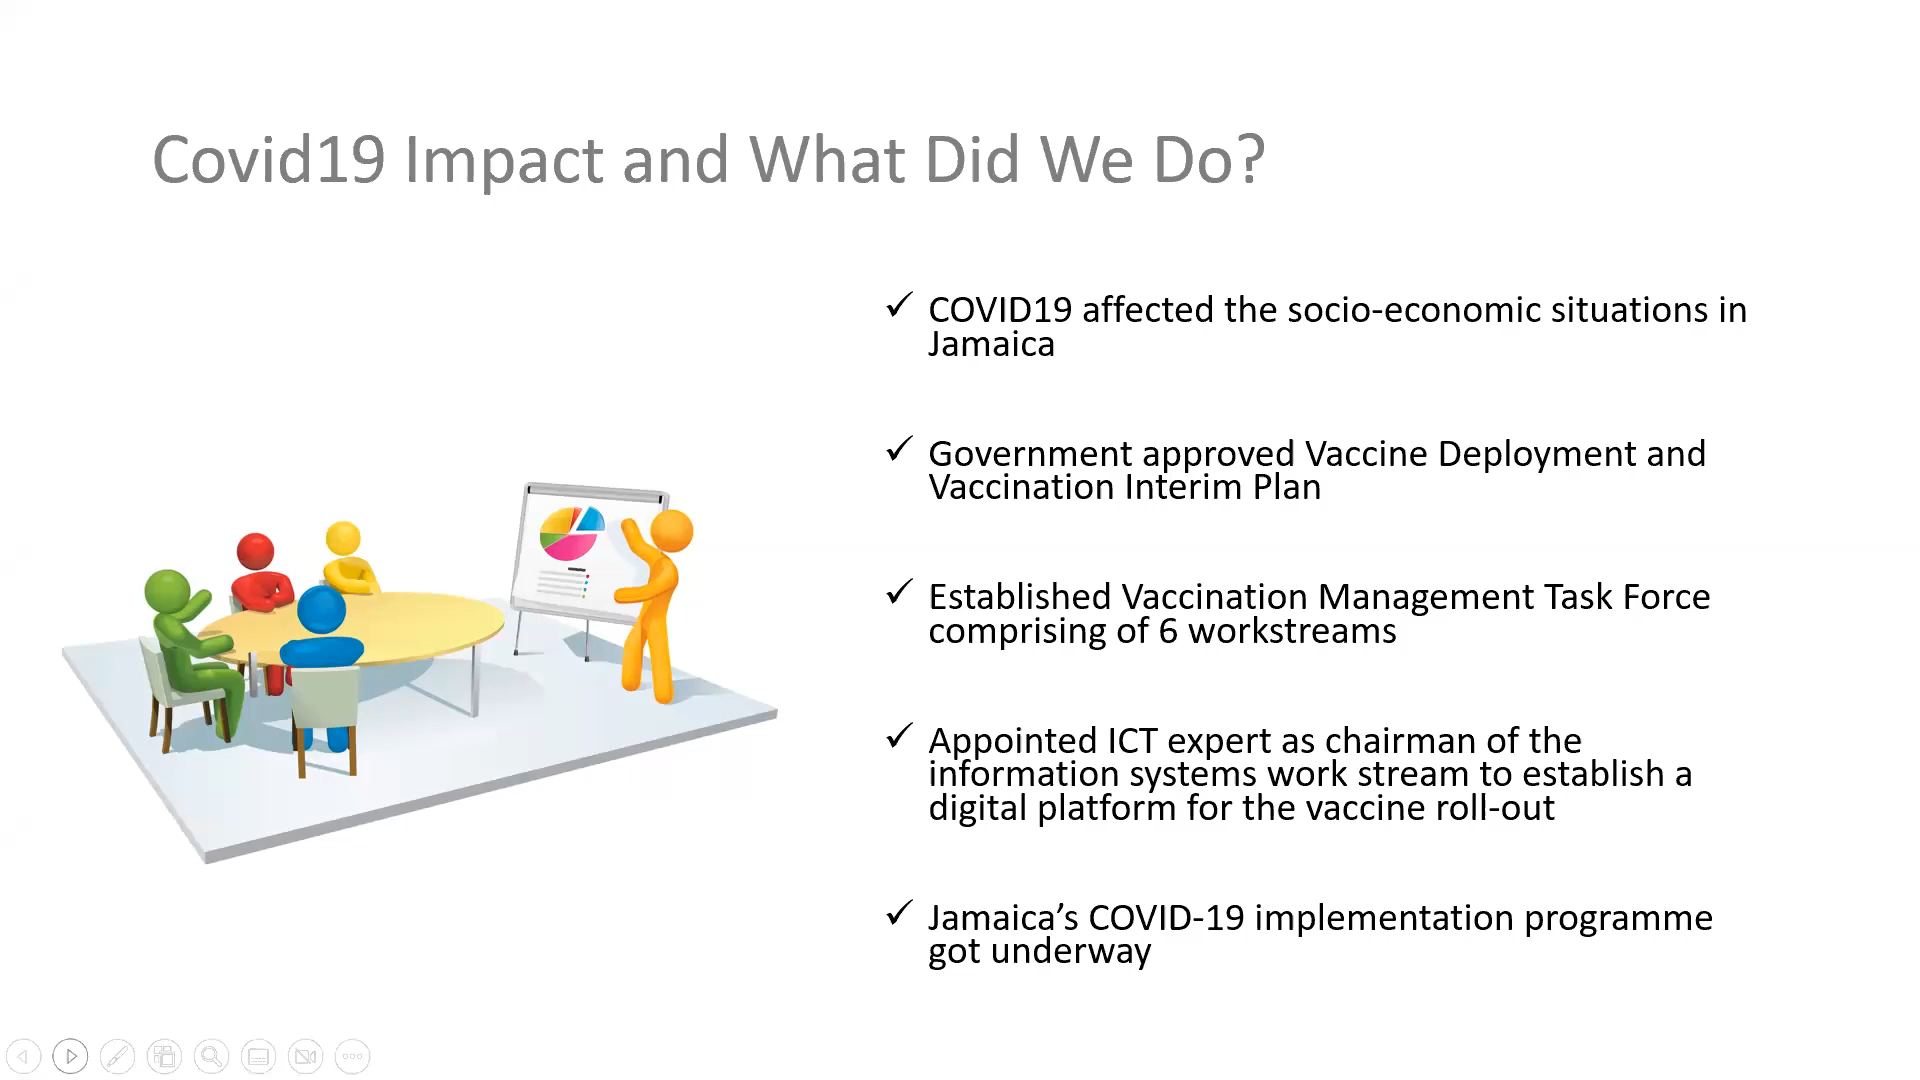 Covid19 Impact and What Did We Do?
✓ COVID19 affected the socio-economic situations in
Jamaica
✓ Government approved Vaccine Deployment and
Vaccination Interim Plan
✓ Established Vaccination Management Task Force
comprising of 6 workstreams
✓ Appointed ICT expert as chairman of the
information systems work stream to establish a
digital platform for the vaccine roll-out
✓ Jamaica’s COVID-19 implementation programme
got underway